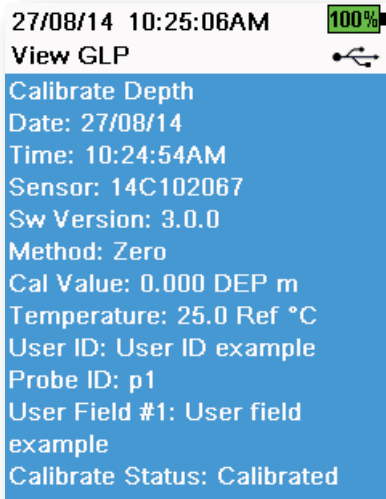 27/08/14 10:25:06AM 100%
View GLP
Calibrate Depth
Date: 27/08/14
Time: 10:24:54AM
Sensor: 14C102067
Sw Version: 3.0.0
Method: Zero
Cal Value: 0.000 DEP m
Temperature: 25.0 Ref °C
User ID: User ID example
Probe ID: p1
User Field #1: User field
example
Calibrate Status: Calibrated